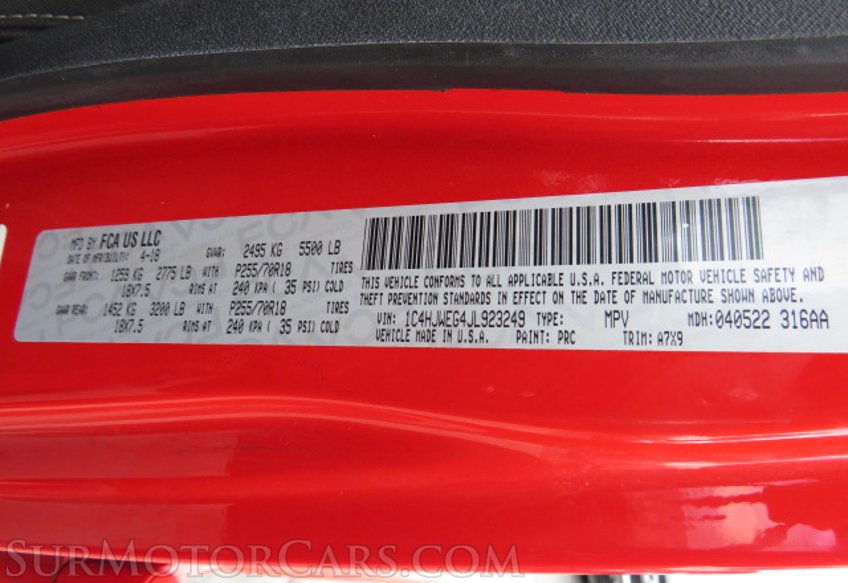 MFD BY FCA US LLC
DATE OF MFR/BUILT: 4-18 GVWR: 2495 KG 5500 LB
GAWR FRONT: 1259 KG 2775 LB WITH P255/70R18 TIRES
18X7.5 RIMS AT 240 KPA ( 35 PSI) COLD
GAWR REAR: 1452 KG 3200 LB WITH P255/70R18 TIRES
18X7.5 RIMS AT 240 KPA ( 35 PSI) COLD
THIS VEHICLE CONFORMS TO ALL APPLICABLE U.S.A. FEDERAL MOTOR VEHICLE SAFETY AND
THEFT PREVENTION STANDARDS IN EFFECT ON THE DATE OF MANUFACTURE SHOWN ABOVE.
VIN: 1C4HJWEG4JL923249 TYPE: MPV MDH: 040522 316AA
VEHICLE MADE IN U.S.A. PAINT: PRC TRIM: A7X9
SURMOTORCARS.COM